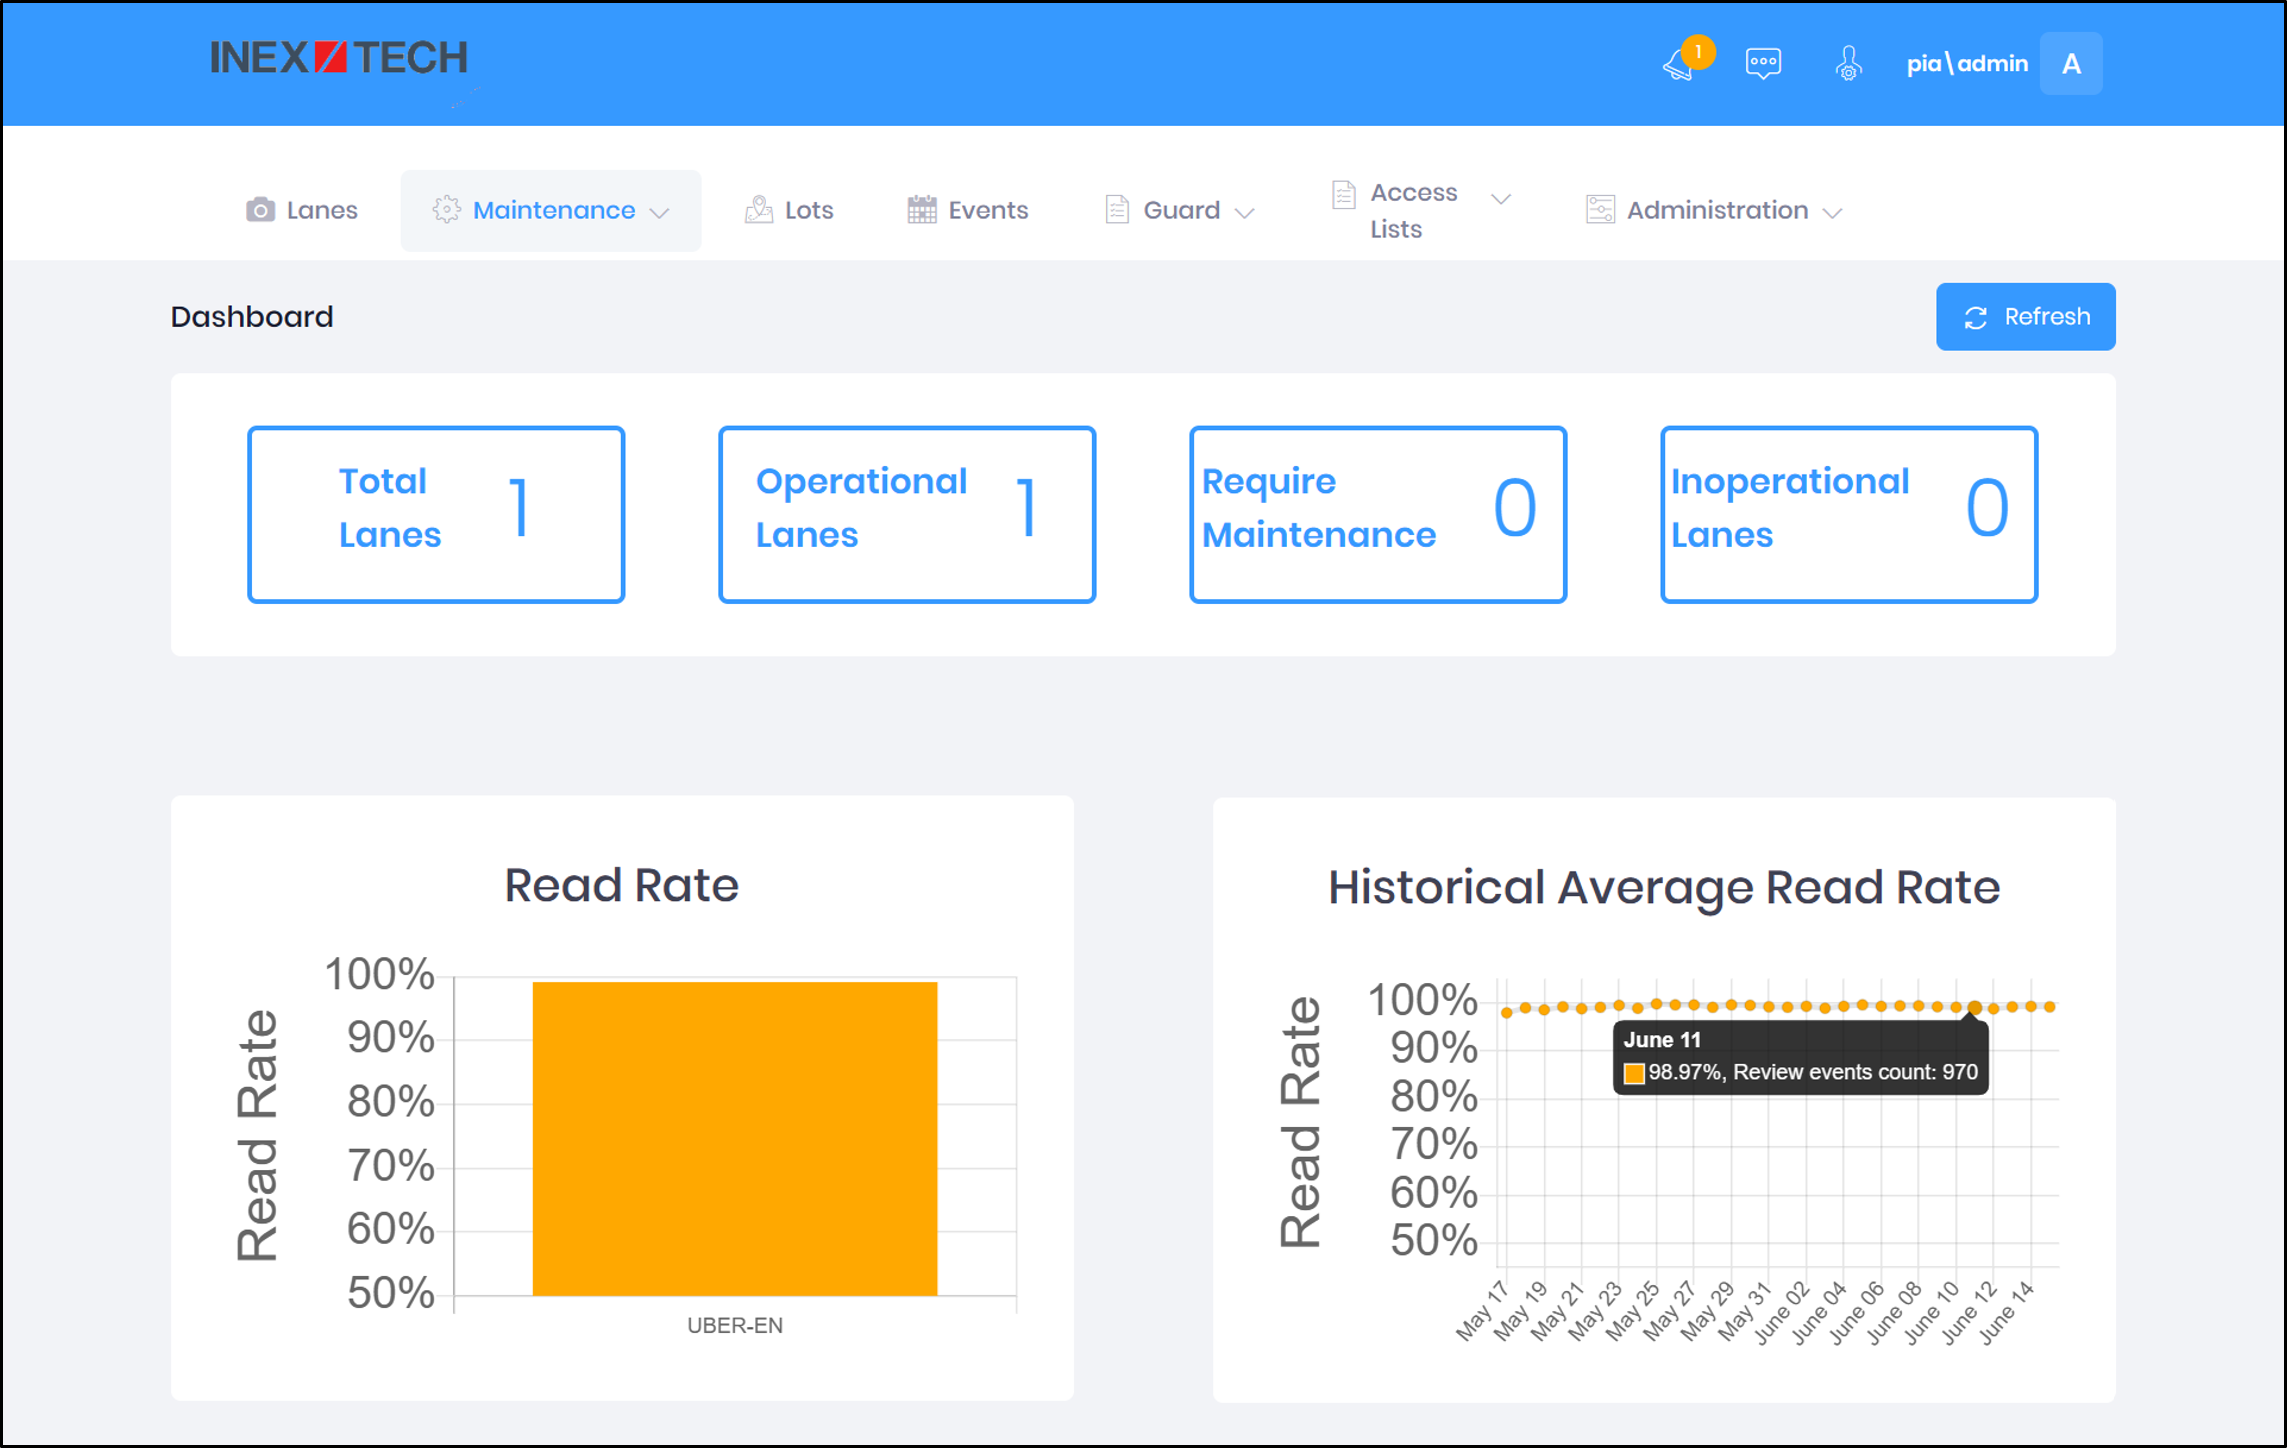 INEX TECH
1
pia\admin
A
Lanes
Maintenance
Lots
Events
Guard
Access
Lists
Administration
Dashboard
Refresh
Total
Lanes
1
Operational
Lanes
1
Require
Maintenance
0
Inoperational
Lanes
0
Read Rate
Read Rate
100%
90%
80%
70%
60%
50%
UBER-EN
Historical Average Read Rate
Read Rate
100%
90%
80%
70%
60%
50%
June 11
98.97%, Review events count: 970
May 17
May 19
May 21
May 23
May 25
May 27
May 29
May 31
June 02
June 04
June 06
June 08
June 10
June 12
June 14